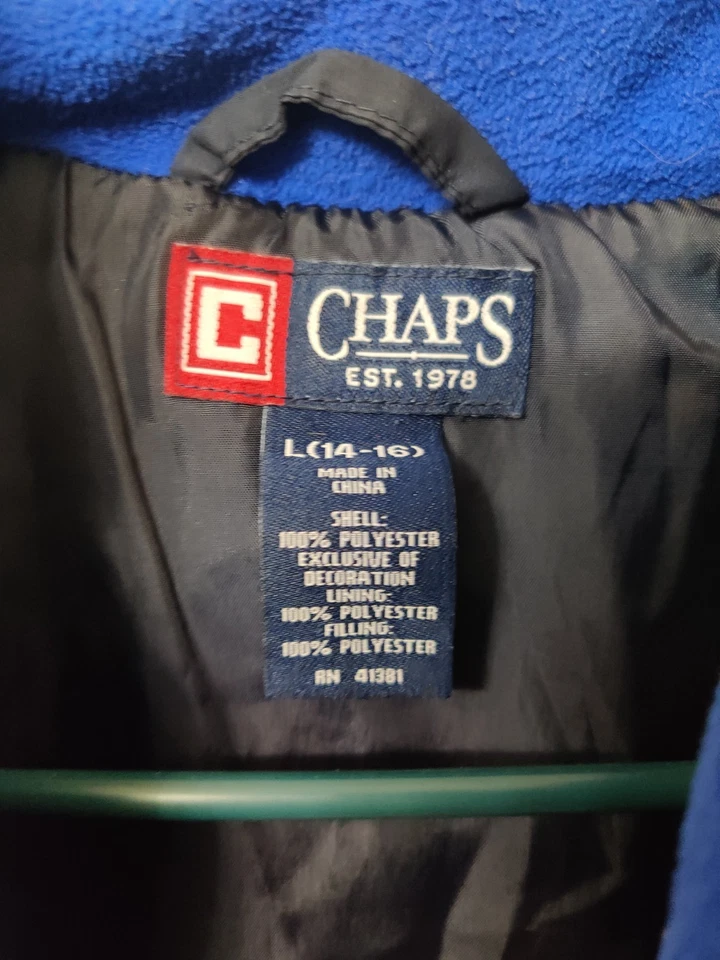 C CHAPS
EST. 1978
L(14-16)
MADE IN
CHINA
SHELL:
100% POLYESTER
EXCLUSIVE OF
DECORATION
LINING:
100% POLYESTER
FILLING:
100% POLYESTER
RN 41381